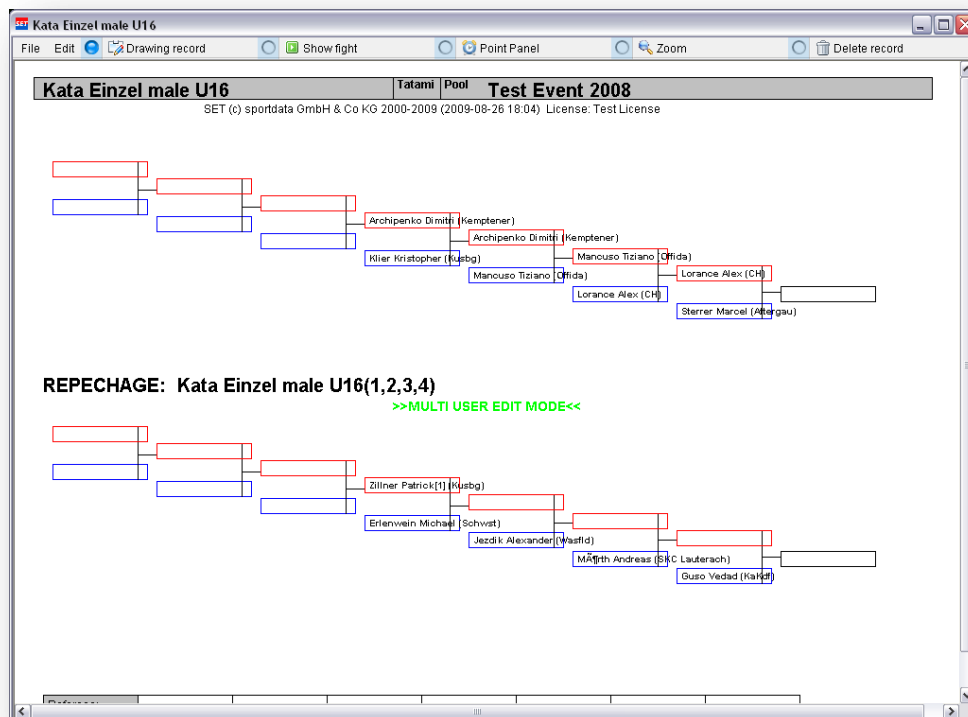 SET Kata Einzel male U16
File Edit Drawing record Show fight Point Panel Zoom Delete record
Kata Einzel male U16 Tatami Pool Test Event 2008
SET (c) sportdata GmbH & Co KG 2000-2009 (2009-08-26 18:04) License: Test License
Archipenko Dimitri (Kemptener)
Klier Kristopher (Kusbg)
Archipenko Dimitri (Kemptener)
Mancuso Tiziano (Offida)
Mancuso Tiziano (Offida)
Lorance Alex (CH)
Lorance Alex (CH)
Sterrer Marcel (Attergau)
REPECHAGE: Kata Einzel male U16(1,2,3,4)
>>MULTI USER EDIT MODE<<
Zillner Patrick[1] (Kusbg)
Erlenwein Michael (Schwst)
Jezdik Alexander (Wasfld)
Mörth Andreas (SKC Lauterach)
Guso Vedad (KaKdf)